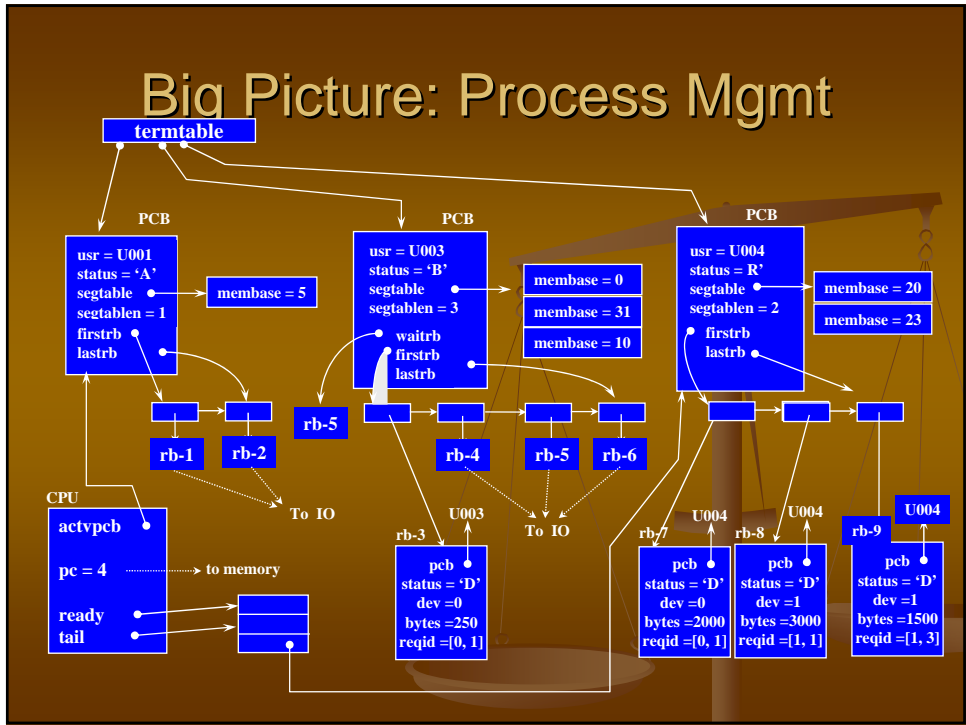 Big Picture: Process Mgmt
termtable
PCB
usr = U001
status = ‘A’
segtable
segtablen = 1
firstrb
lastrb
membase = 5
rb-1
rb-2
To IO
PCB
usr = U003
status = ‘B’
segtable
segtablen = 3
waitrb
firstrb
lastrb
membase = 0
membase = 31
membase = 10
rb-5
rb-4
rb-5
rb-6
To IO
PCB
usr = U004
status = R’
segtable
segtablen = 2
firstrb
lastrb
membase = 20
membase = 23
CPU
actvpcb
pc = 4
to memory
ready
tail
rb-3
U003
pcb
status = ‘D’
dev =0
bytes =250
reqid =[0, 1]
rb-7
U004
pcb
status = ‘D’
dev =0
bytes =2000
reqid =[0, 1]
rb-8
U004
pcb
status = ‘D’
dev =1
bytes =3000
reqid =[1, 1]
rb-9
U004
pcb
status = ‘D’
dev =1
bytes =1500
reqid =[1, 3]